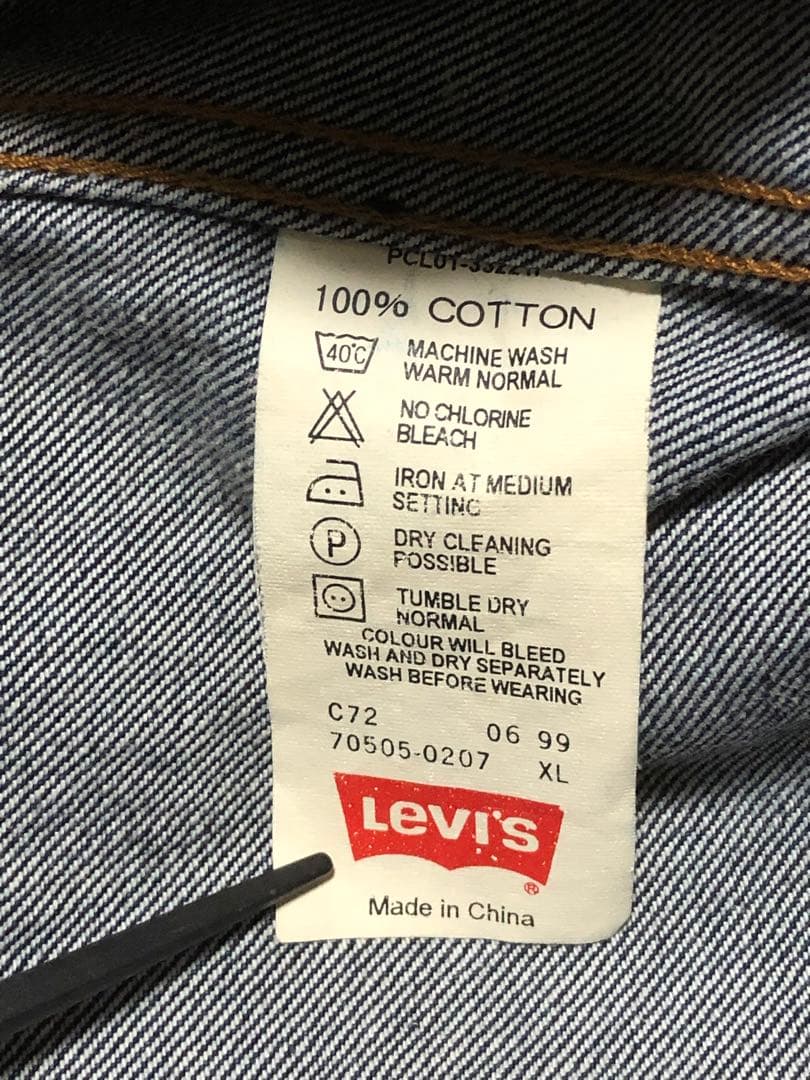 100% COTTON
40°C MACHINE WASH
WARM NORMAL
NO CHLORINE
BLEACH
IRON AT MEDIUM
SETTING
P DRY CLEANING
POSSIBLE
TUMBLE DRY
NORMAL
COLOUR WILL BLEED
WASH AND DRY SEPARATELY
WASH BEFORE WEARING
C72 06 99
70505-0207 XL
Levi's
®
Made in China